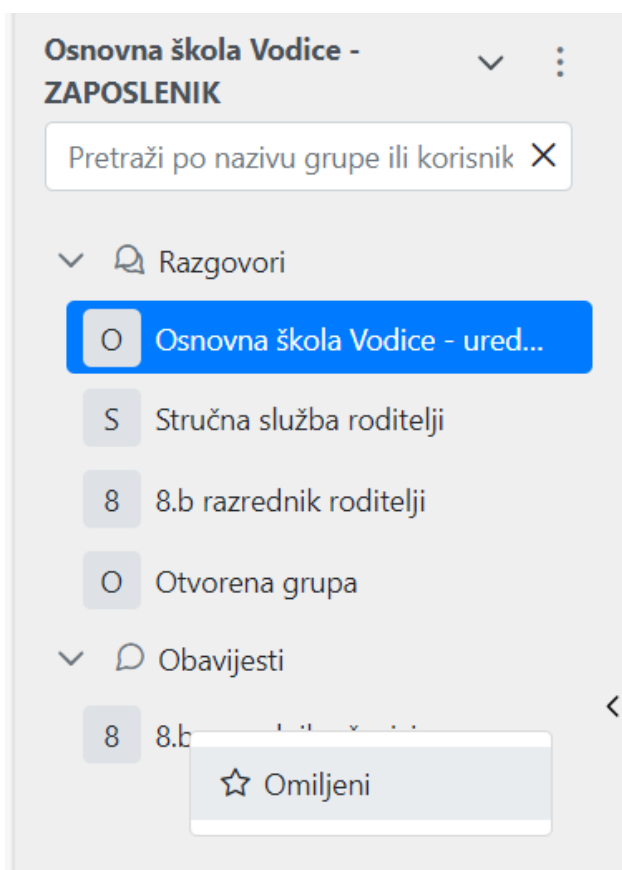 Osnovna škola Vodice -
ZAPOSLENIK
Pretraži po nazivu grupe ili korisnik
Razgovori
O Osnovna škola Vodice - ured...
S Stručna služba roditelji
8 8.b razrednik roditelji
O Otvorena grupa
Obavijesti
8 8.b
Omiljeni